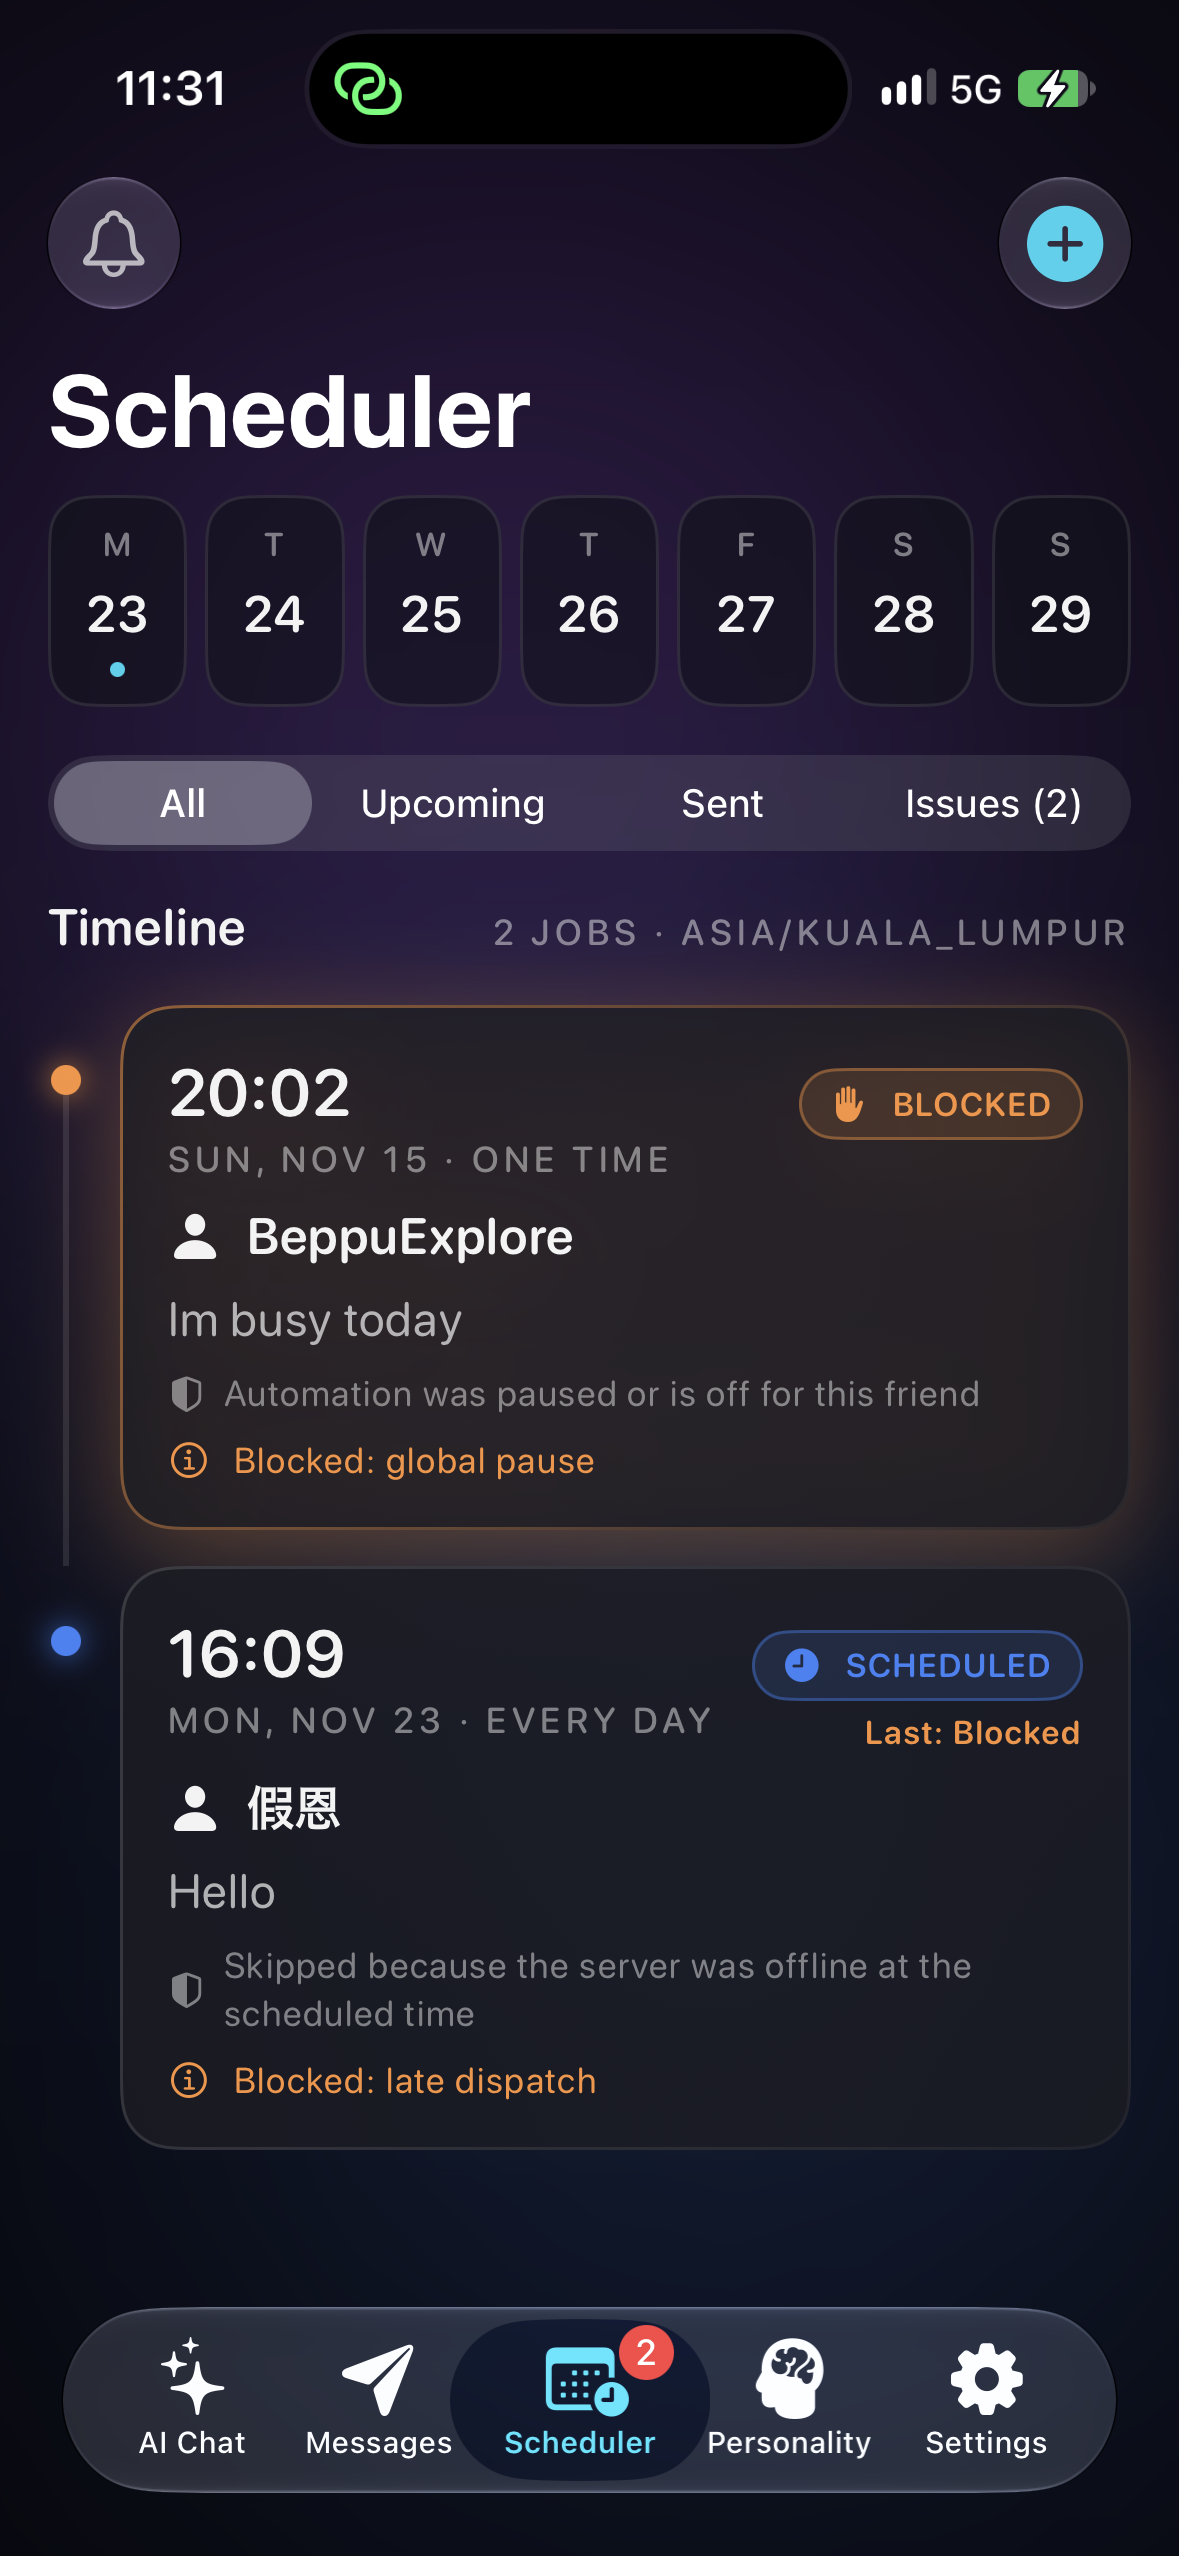 11:31
5G
Scheduler
M T W T F S S
23 24 25 26 27 28 29
All Upcoming Sent Issues (2)
Timeline 2 JOBS · ASIA/KUALA_LUMPUR
20:02 BLOCKED
SUN, NOV 15 · ONE TIME
BeppuExplore
Im busy today
Automation was paused or is off for this friend
Blocked: global pause
16:09 SCHEDULED
MON, NOV 23 · EVERY DAY Last: Blocked
假恩
Hello
Skipped because the server was offline at the
scheduled time
Blocked: late dispatch
2
AI Chat Messages Scheduler Personality Settings